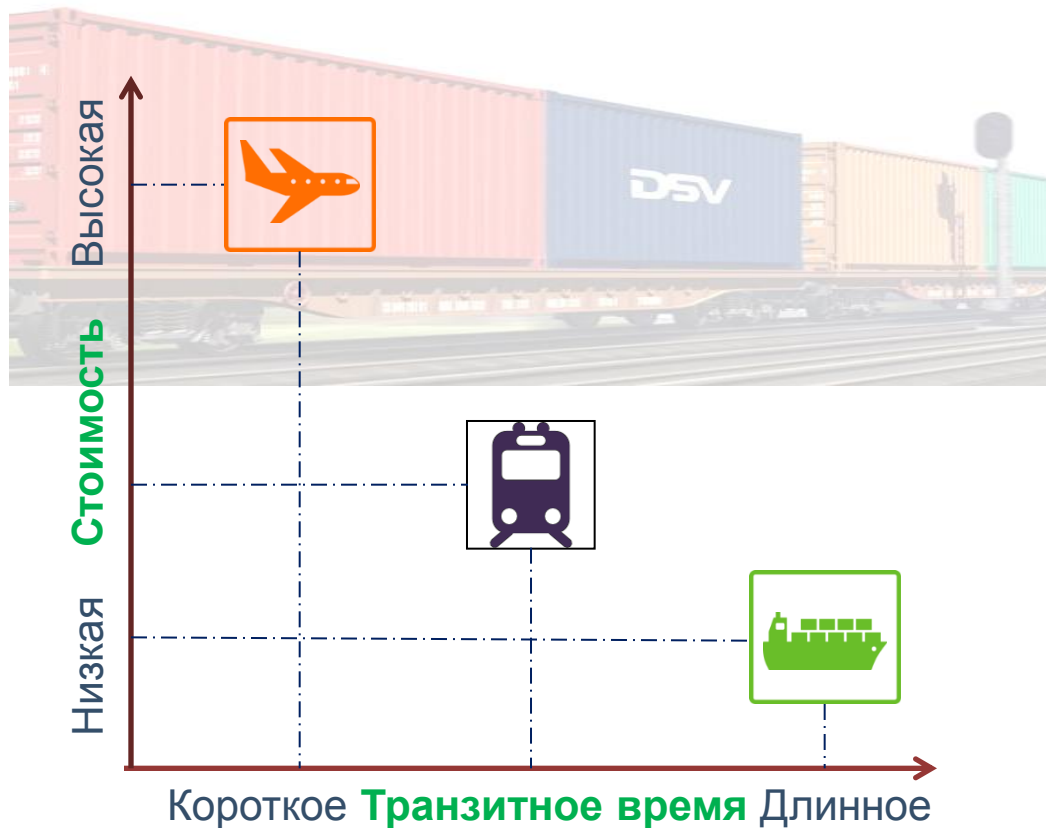 Высокая
DSV
Стоимость
Низкая
Короткое Транзитное время Длинное